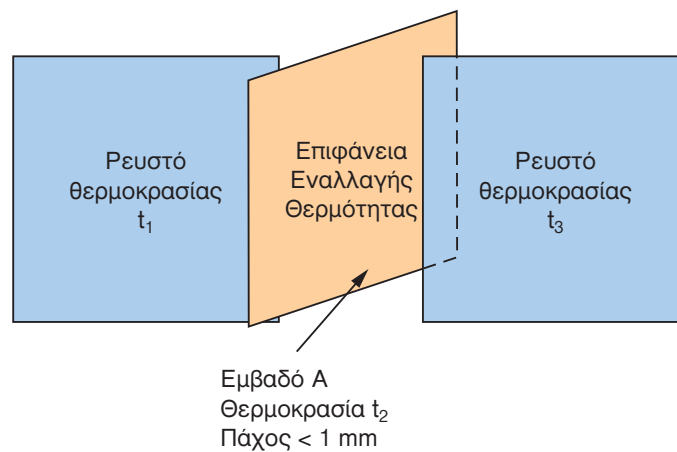 Ρευστό
θερμοκρασίας
t₁
Επιφάνεια
Εναλλαγής
Θερμότητας
Ρευστό
θερμοκρασίας
t₃
Εμβαδό Α
Θερμοκρασία t₂
Πάχος < 1 mm